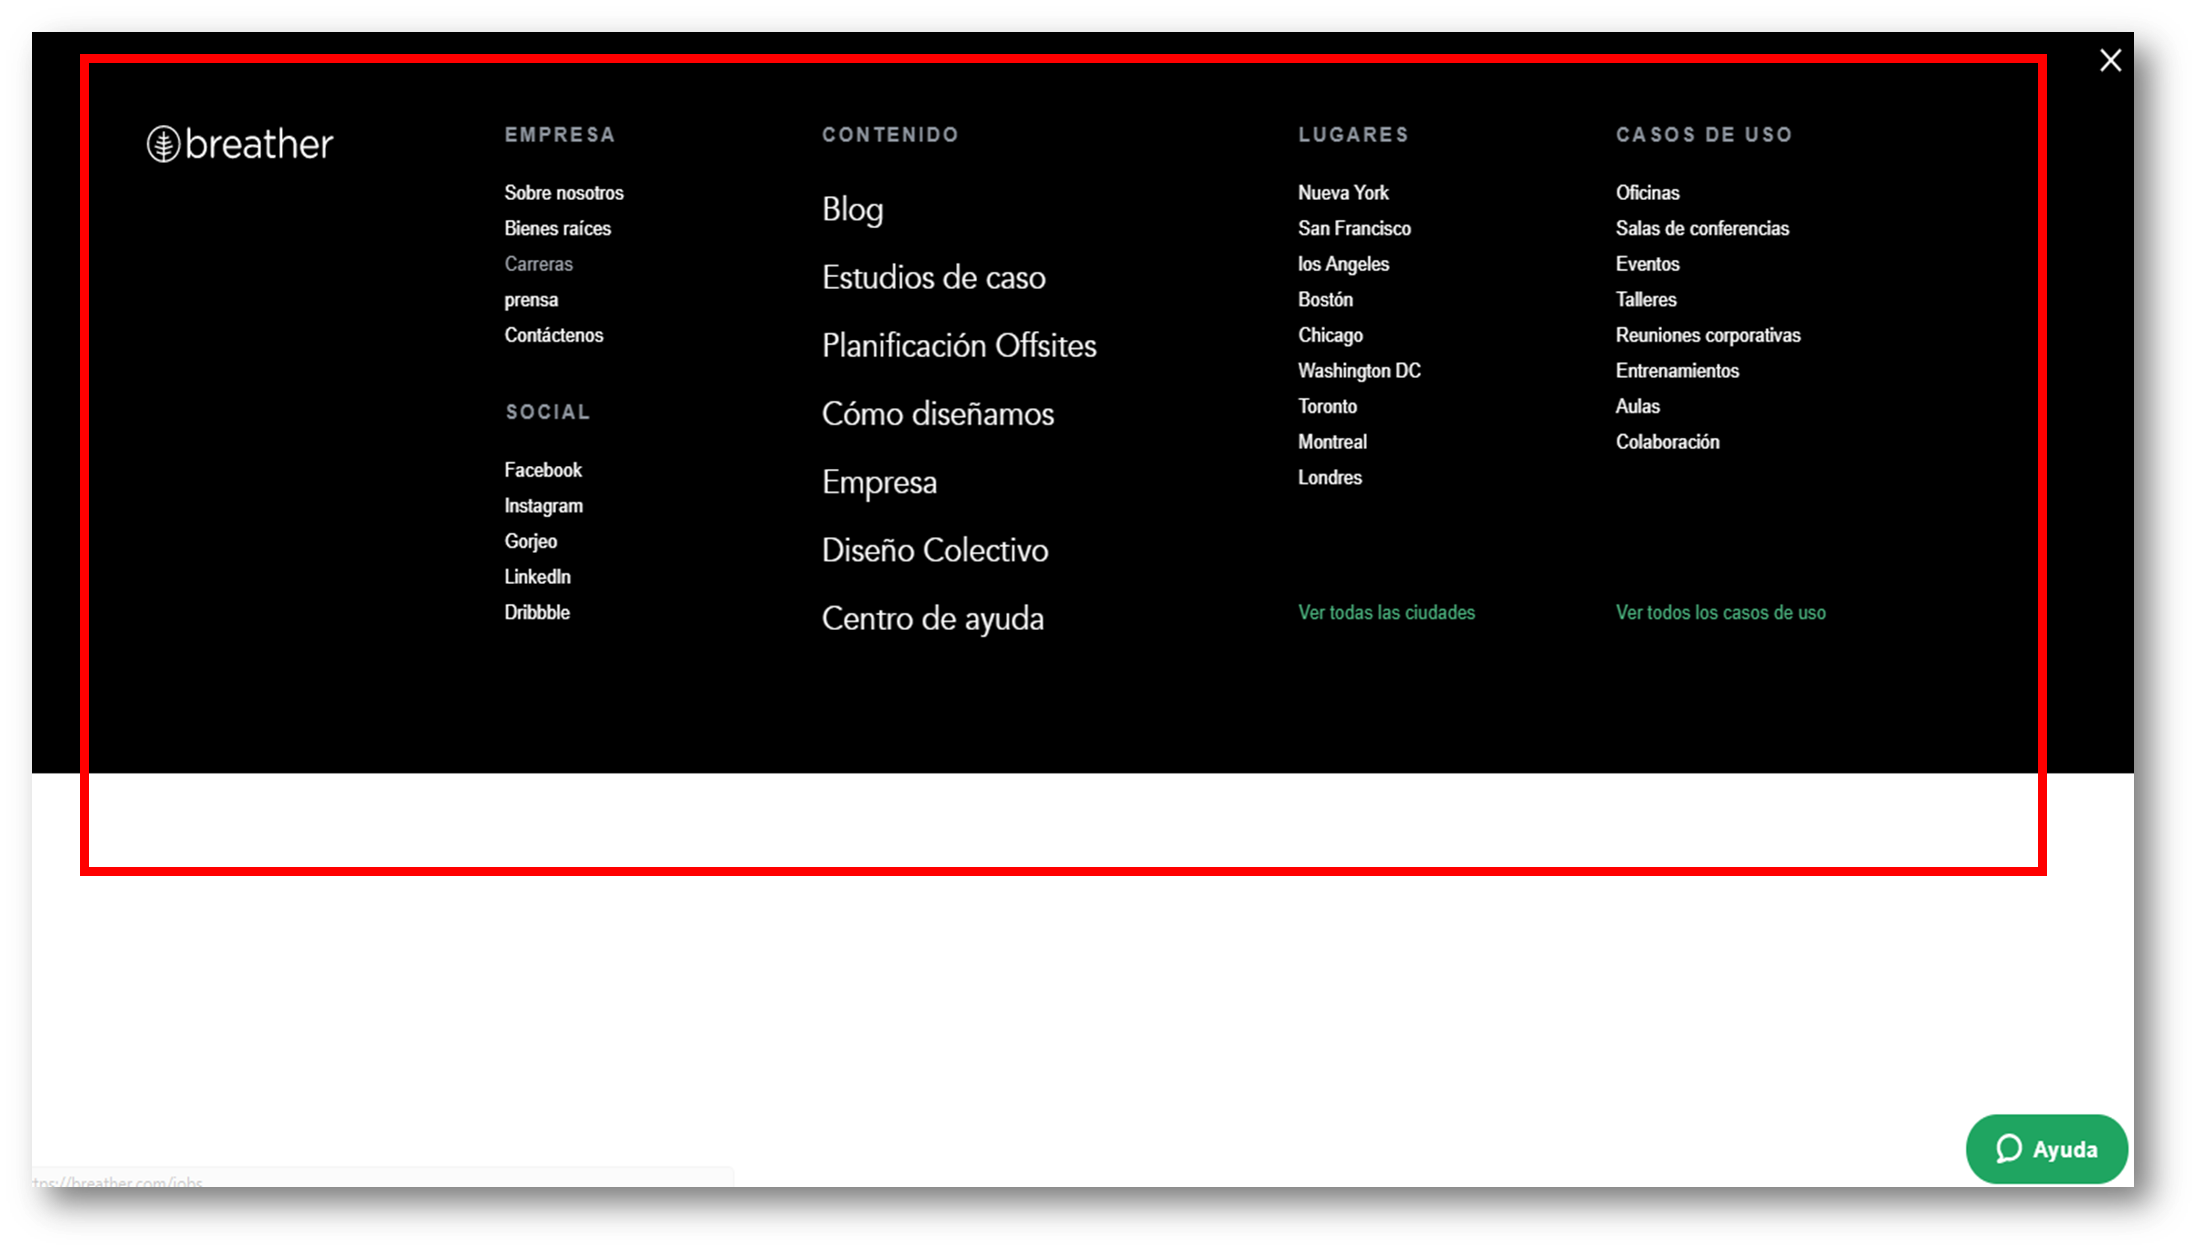 breather
EMPRESA
Sobre nosotros
Bienes raíces
Carreras
prensa
Contáctenos
SOCIAL
Facebook
Instagram
Gorjeo
LinkedIn
Dribbble
CONTENIDO
Blog
Estudios de caso
Planificación Offsites
Cómo diseñamos
Empresa
Diseño Colectivo
Centro de ayuda
LUGARES
Nueva York
San Francisco
los Angeles
Bostón
Chicago
Washington DC
Toronto
Montreal
Londres
Ver todas las ciudades
CASOS DE USO
Oficinas
Salas de conferencias
Eventos
Talleres
Reuniones corporativas
Entrenamientos
Aulas
Colaboración
Ver todos los casos de uso
Ayuda
tps://breather.com/jobs